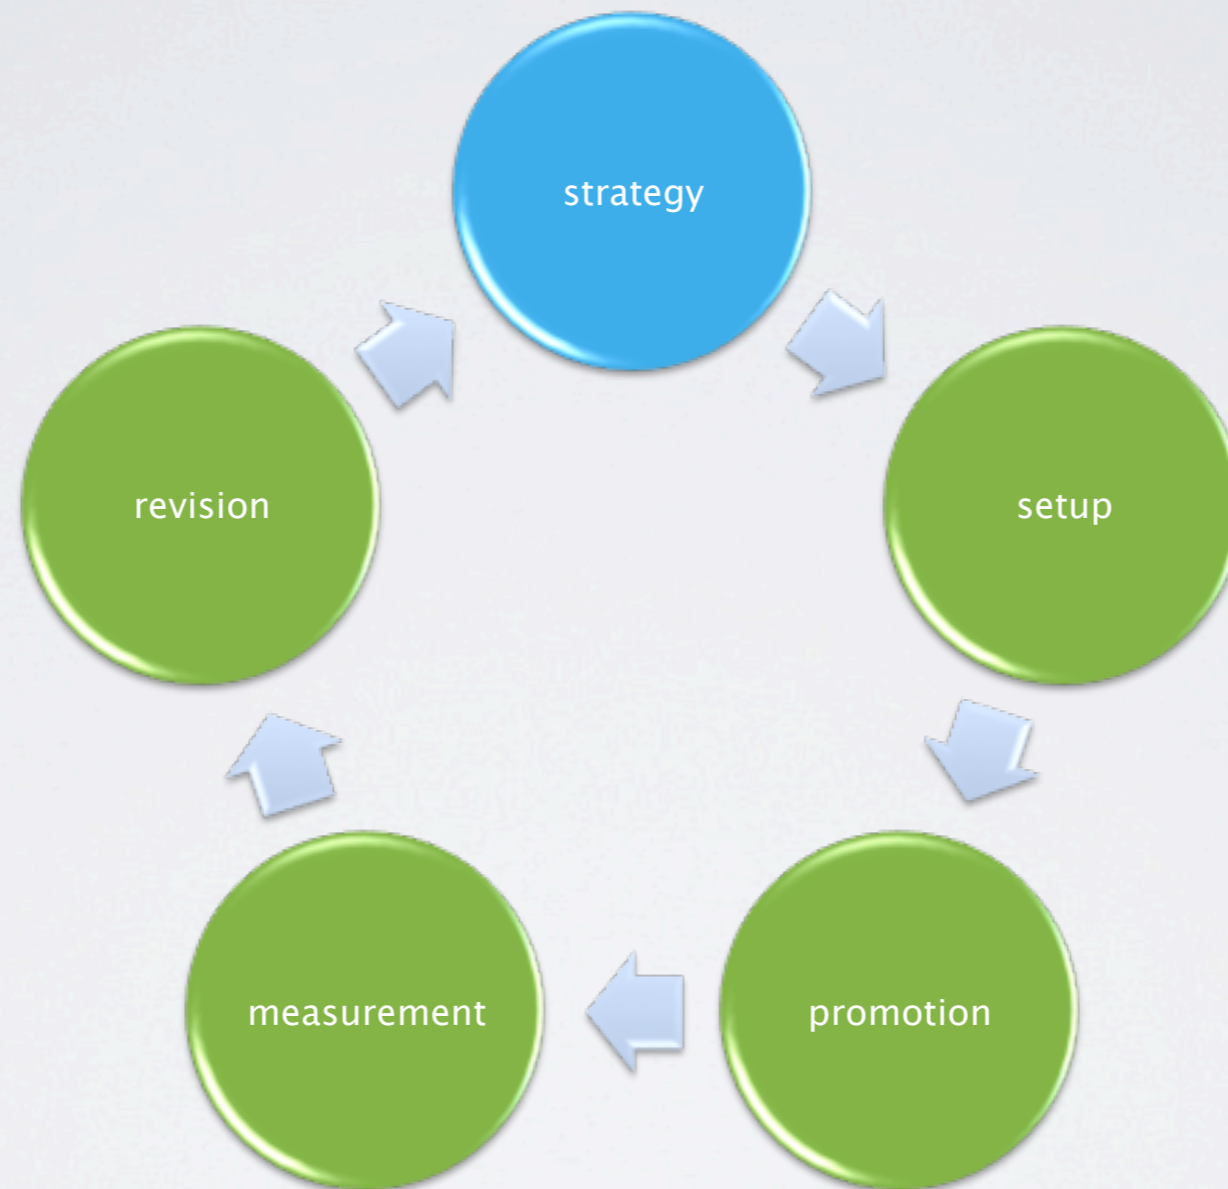 strategy
setup
promotion
measurement
revision